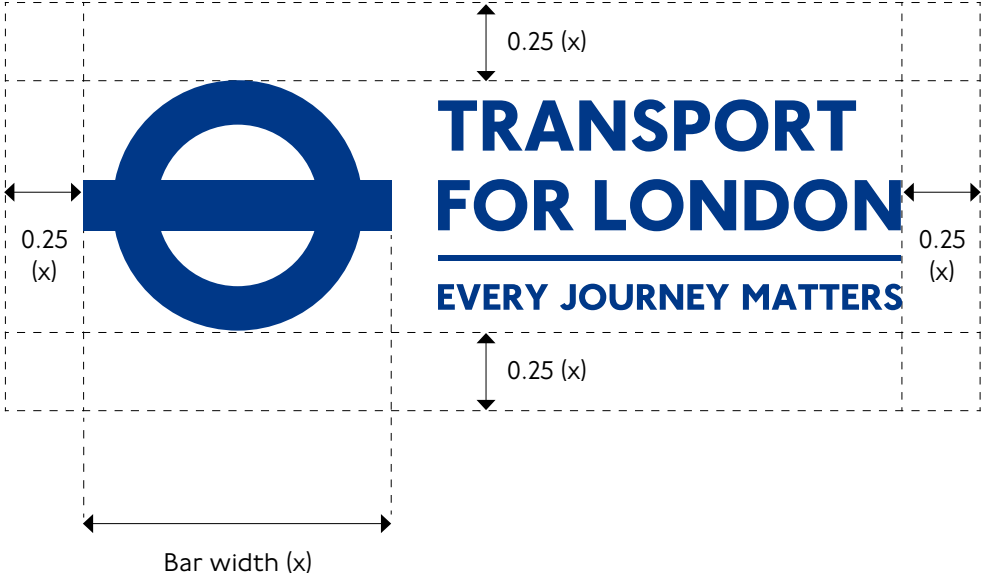 0.25 (x)
TRANSPORT
FOR LONDON
EVERY JOURNEY MATTERS
0.25
(x)
0.25
(x)
0.25 (x)
Bar width (x)